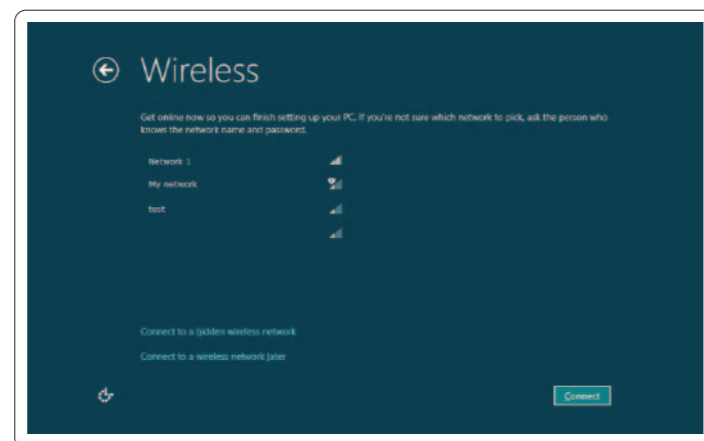 Wireless
Get online now so you can finish setting up your PC. If you're not sure which network to pick, ask the person who
knows the network name and password.
Network 1
My network
test
Connect to a hidden wireless network
Connect to a wireless network later
Connect